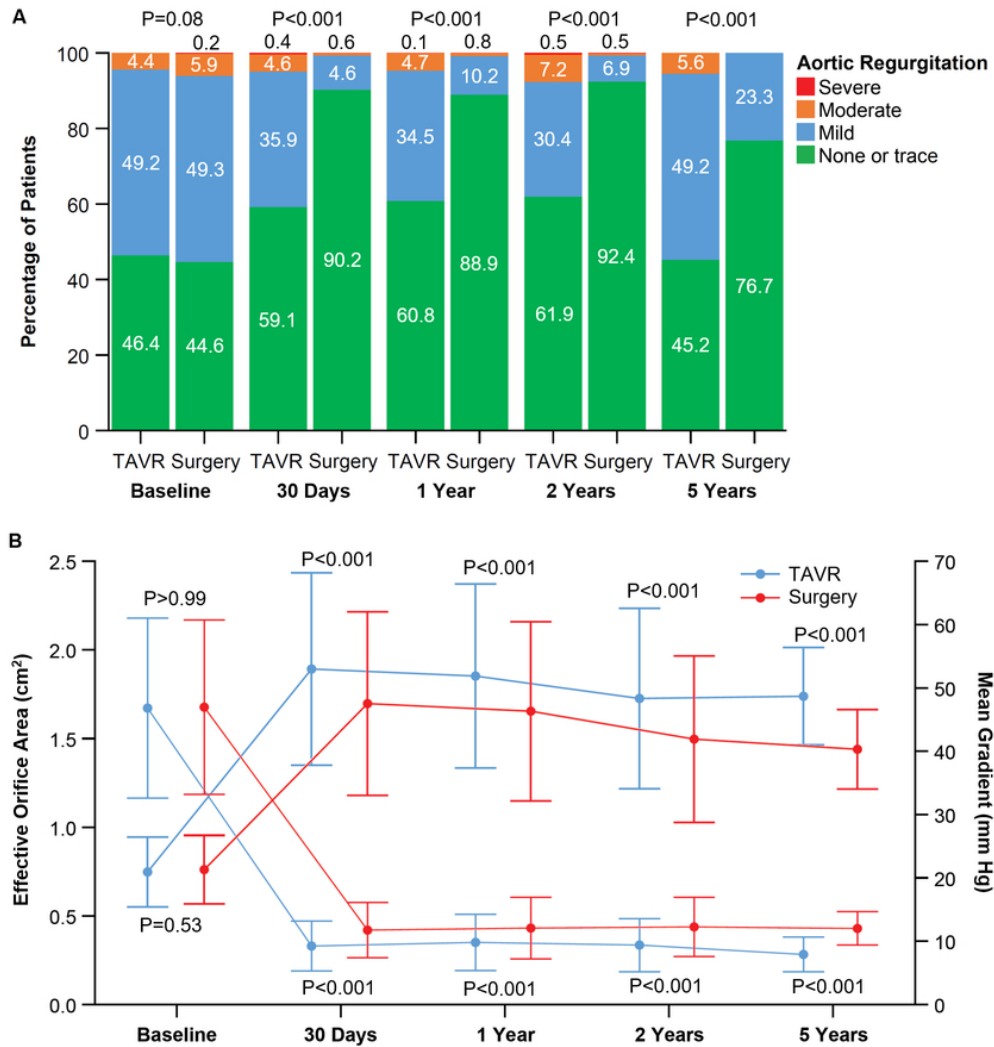 A
P=0.08 P<0.001 P<0.001 P<0.001 P<0.001
0.2 0.4 0.6 0.1 0.8 0.5 0.5
100 4.4 5.9 4.6 4.6 4.7 10.2 7.2 6.9 5.6 23.3
80
60
40
20
0
49.2 49.3 35.9 34.5 30.4 49.2
46.4 44.6 59.1 90.2 60.8 88.9 61.9 92.4 45.2 76.7
Percentage of Patients
Aortic Regurgitation
Severe
Moderate
Mild
None or trace
TAVR Surgery TAVR Surgery TAVR Surgery TAVR Surgery TAVR Surgery
Baseline 30 Days 1 Year 2 Years 5 Years
B
2.5
2.0
1.5
1.0
0.5
0.0
Effective Orifice Area (cm²)
P>0.99 P<0.001 P<0.001 P<0.001 P<0.001
TAVR
Surgery
P=0.53 P<0.001 P<0.001 P<0.001 P<0.001
70
60
50
40
30
20
10
0
Mean Gradient (mm Hg)
Baseline 30 Days 1 Year 2 Years 5 Years